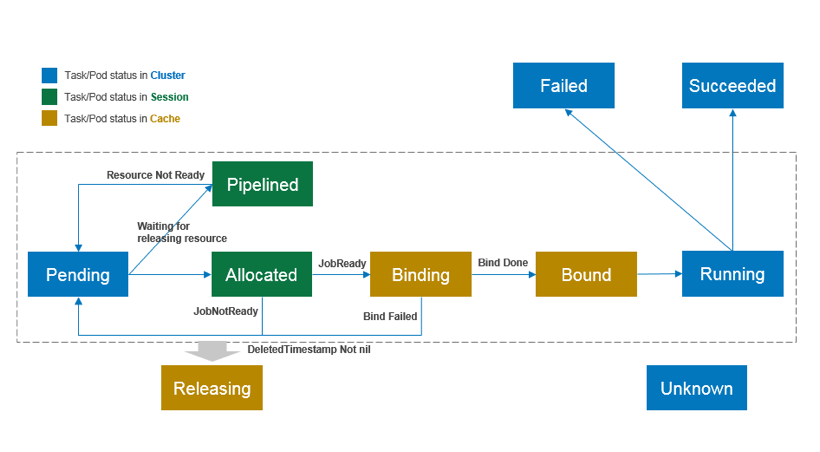 Task/Pod status in Cluster
Task/Pod status in Session
Task/Pod status in Cache
Failed
Succeeded
Resource Not Ready
Pipelined
Waiting for
releasing resource
Pending
Allocated
JobReady
Binding
Bind Done
Bound
Running
JobNotReady
Bind Failed
DeletedTimestamp Not nil
Releasing
Unknown